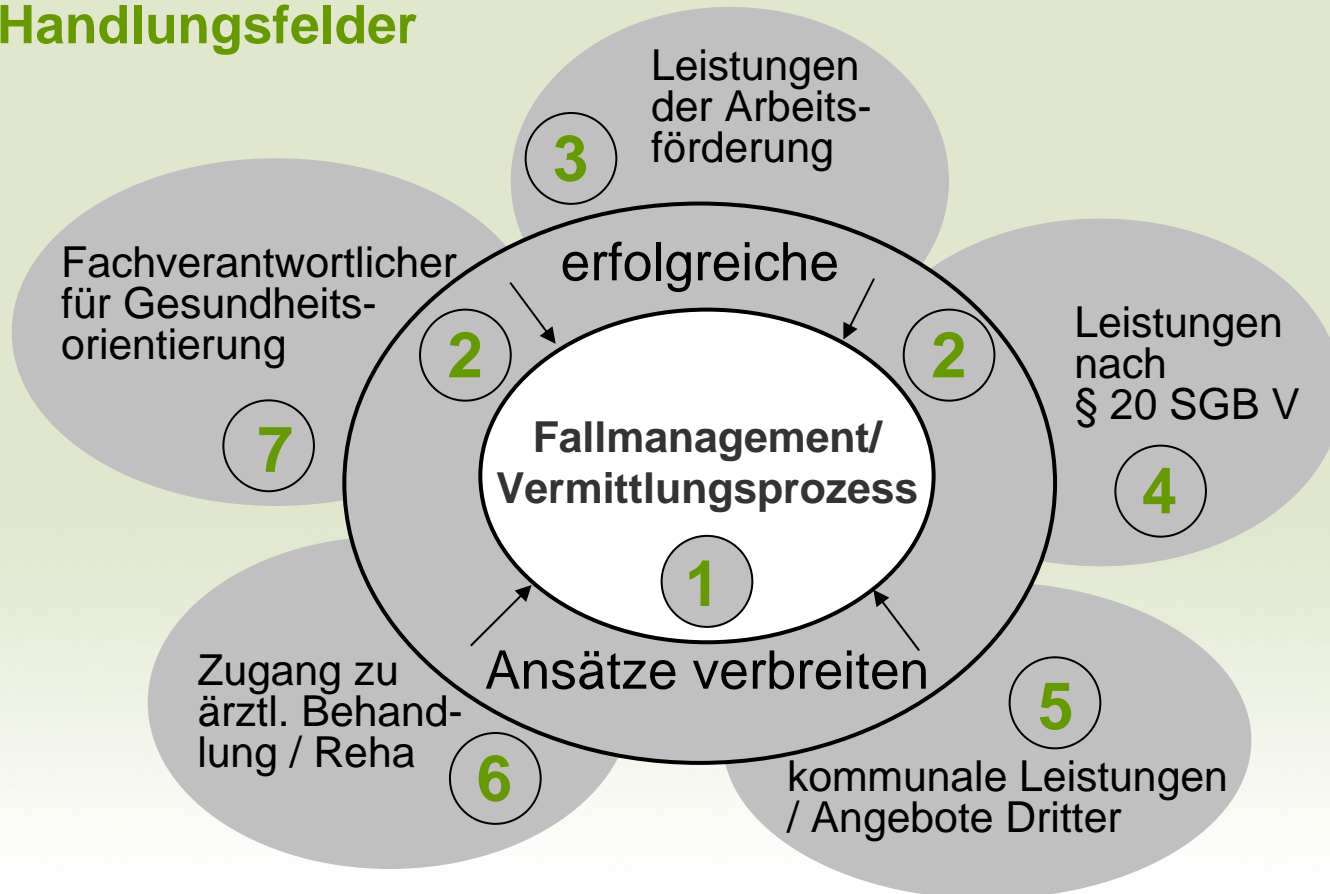 Handlungsfelder
Leistungen
der Arbeits-
förderung
3
Fachverantwortlicher
für Gesundheits-
orientierung
7
erfolgreiche
2
2
Leistungen
nach
§ 20 SGB V
4
Fallmanagement/
Vermittlungsprozess
1
Ansätze verbreiten
Zugang zu
ärztl. Behand-
lung / Reha
6
5
kommunale Leistungen
/ Angebote Dritter